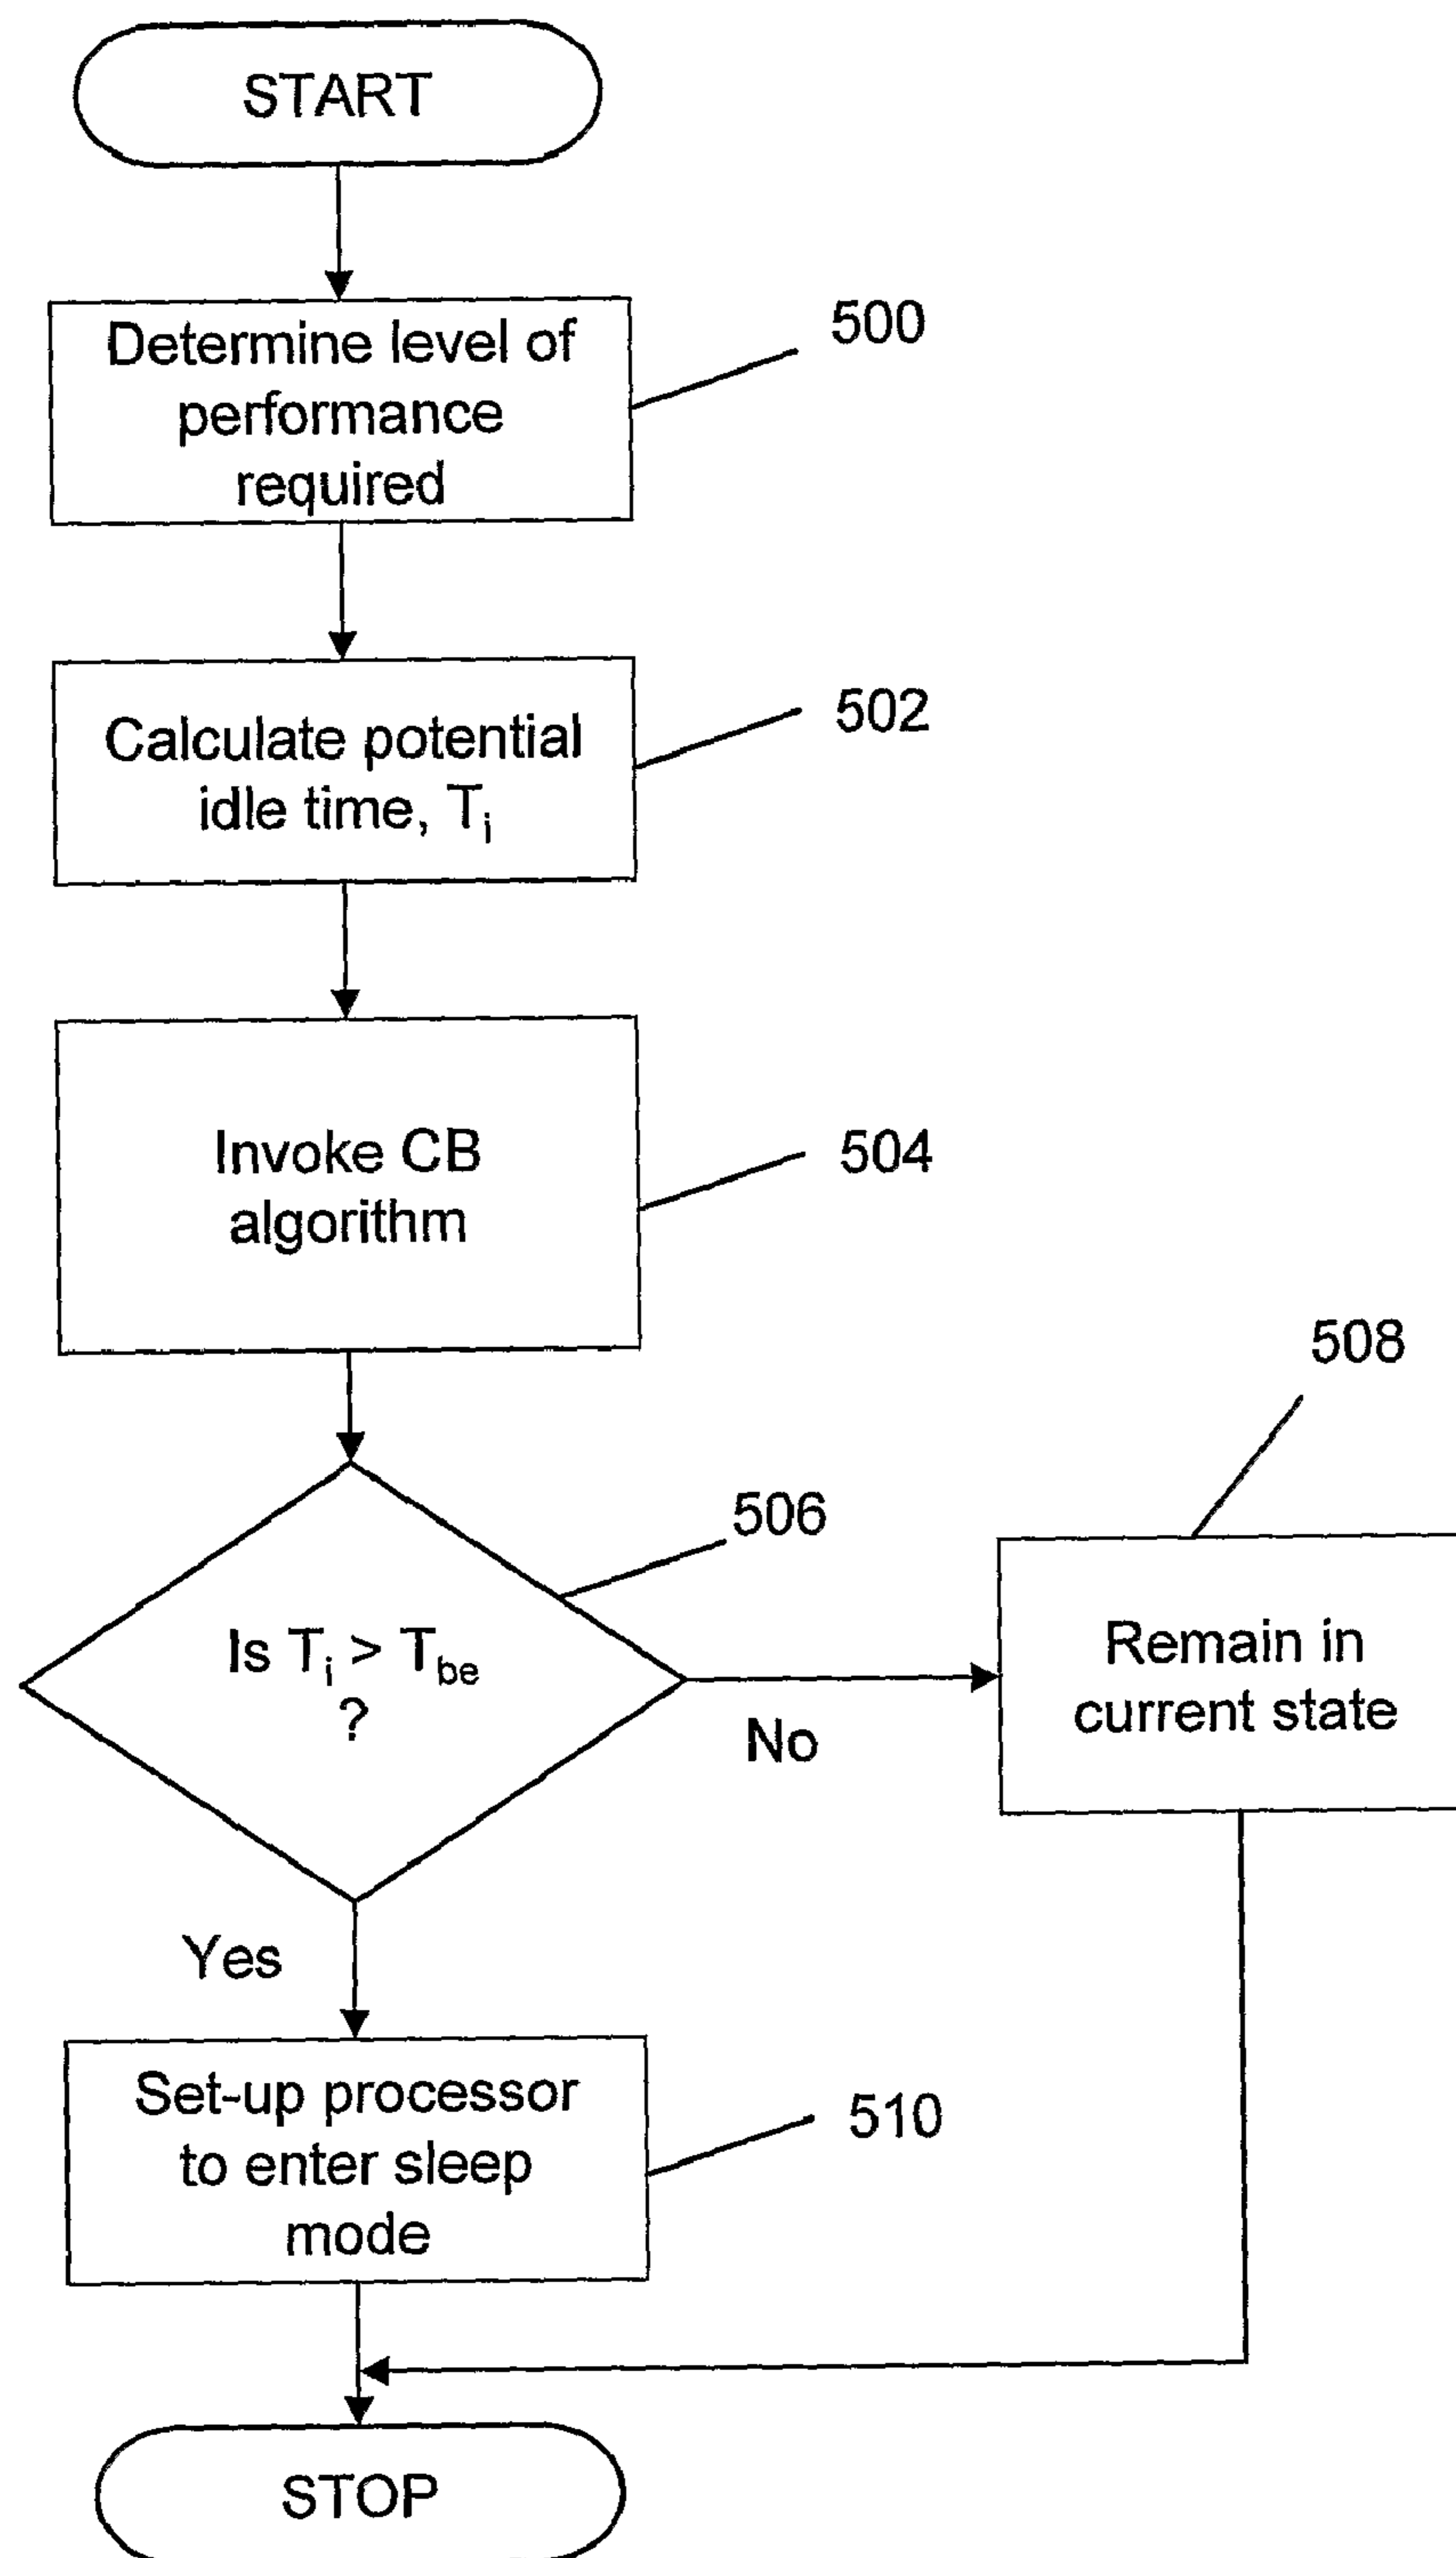 START
Determine level of
performance
required
500
Calculate potential
idle time, Ti
502
Invoke CB
algorithm
504
508
506
Is Ti > Tbe
?
No
Remain in
current state
Yes
Set-up processor
to enter sleep
mode
510
STOP